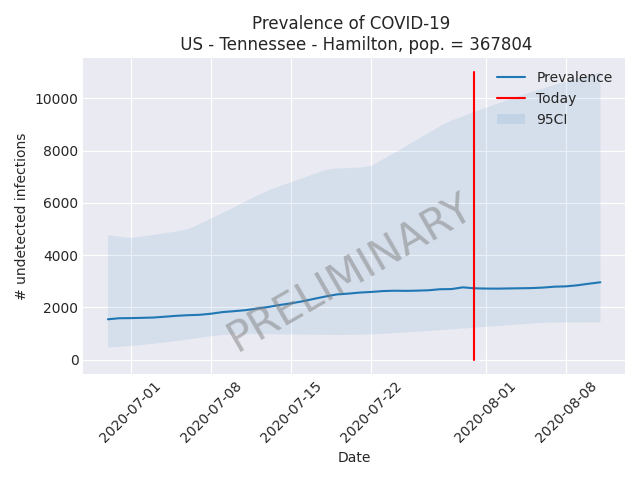 Prevalence of COVID-19
US - Tennessee - Hamilton, pop. = 367804
Prevalence
Today
95CI
10000
8000
6000
4000
2000
0
# undetected infections
PRELIMINARY
2020-07-01
2020-07-08
2020-07-15
2020-07-22
2020-08-01
2020-08-08
Date